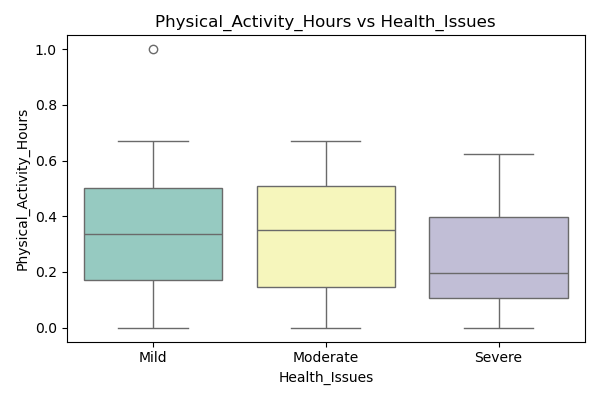 Physical_Activity_Hours vs Health_Issues
Physical_Activity_Hours
1.0
0.8
0.6
0.4
0.2
0.0
Mild Moderate Severe
Health_Issues